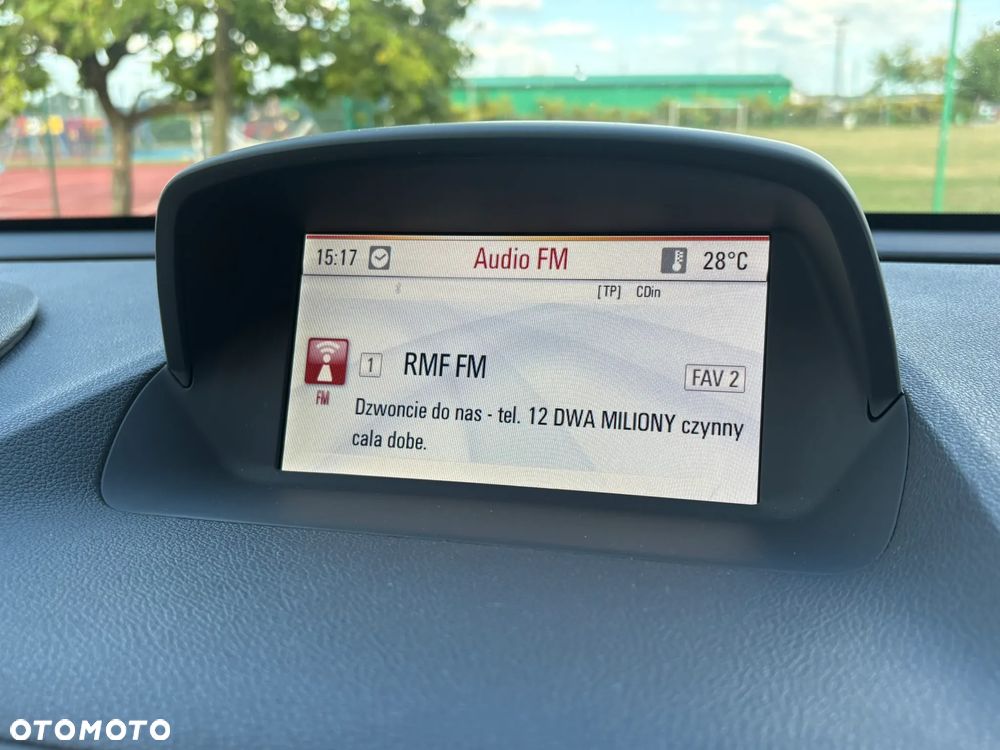 15:17 Audio FM 28°C
[TP] CDin
1 RMF FM FAV 2
FM
Dzwoncie do nas - tel. 12 DWA MILIONY czynny
cala dobe.
OTOMOTO